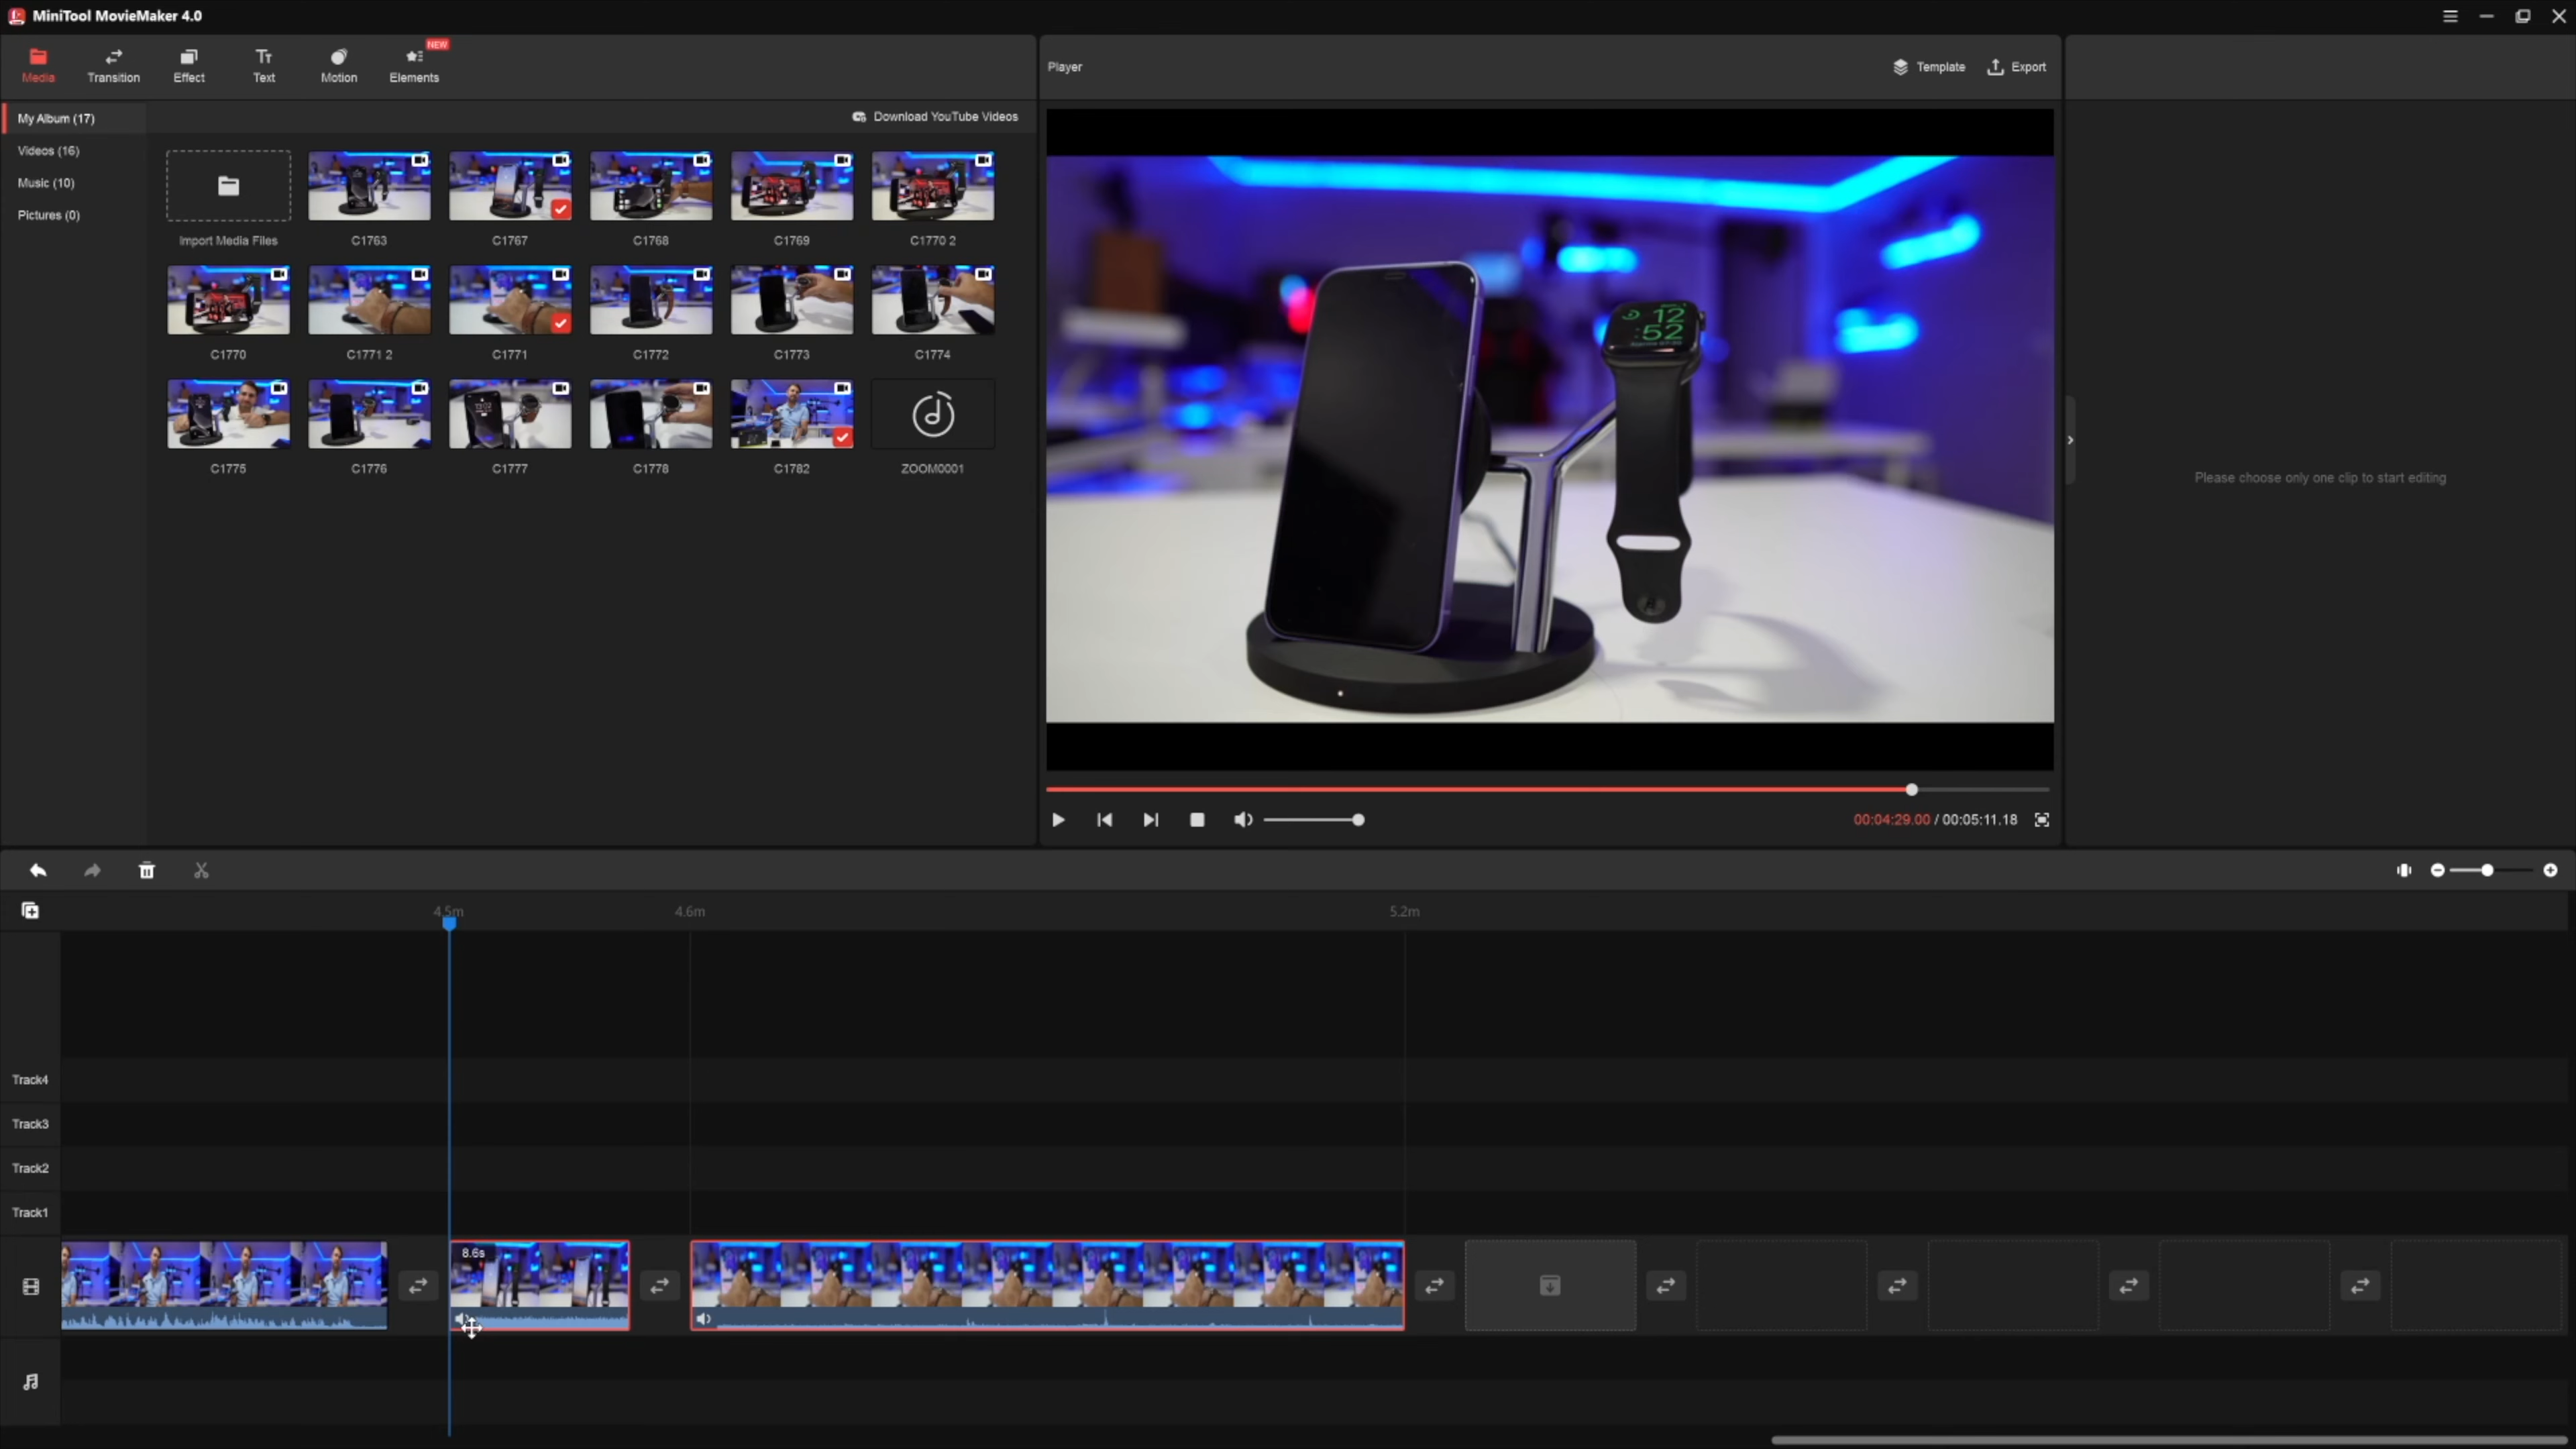 MiniTool MovieMaker 4.0
Media
Transition
Effect
Text
Motion
Elements
NEW
Player
Template
Export
My Album (17)
Videos (16)
Music (10)
Pictures (0)
Download YouTube Videos
Import Media Files
C1763
C1767
C1768
C1769
C1770 2
C1770
C1771 2
C1771
C1772
C1773
C1774
C1775
C1776
C1777
C1778
C1782
ZOOM0001
12
:52
Please choose only one clip to start editing
00:04:29.00 / 00:05:11.18
4.5m
4.6m
5.2m
Track4
Track3
Track2
Track1
8.6s